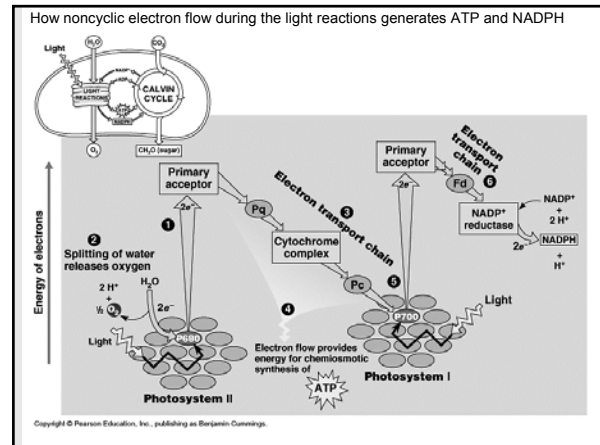 How noncyclic electron flow during the light reactions generates ATP and NADPH
H₂O
CO₂
Light
NADP⁺
ADP
LIGHT
REACTIONS
CALVIN
CYCLE
NADPH
O₂
CH₂O (sugar)
Energy of electrons
Primary
acceptor
2e⁻
1
2
Splitting of water
releases oxygen
H₂O
2 H⁺
+
½ O₂
2e⁻
Light
P680
Photosystem II
Pq
Electron transport chain
3
Cytochrome
complex
Pc
5
4
Electron flow provides
energy for chemiosmotic
synthesis of
ATP
Primary
acceptor
2e⁻
Electron
transport
chain
Fd
6
NADP⁺
reductase
NADP⁺
+
2 H⁺
2e⁻
NADPH
+
H⁺
Light
P700
Photosystem I
Copyright © Pearson Education, Inc., publishing as Benjamin Cummings.